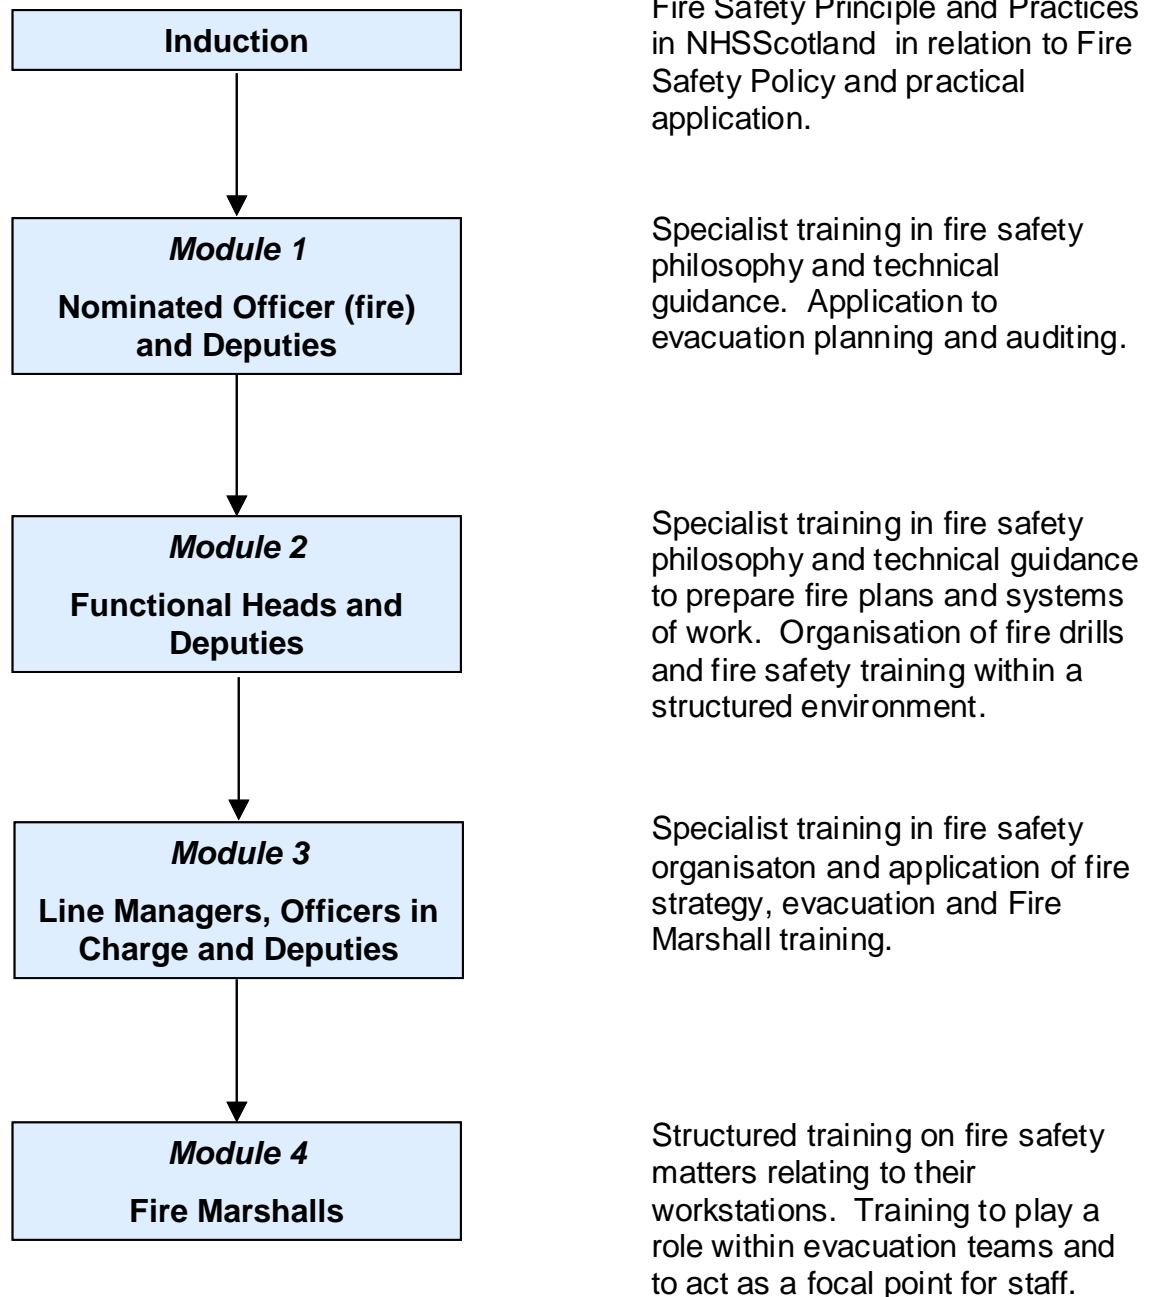 Induction
Fire Safety Principle and Practices
in NHSScotland in relation to Fire
Safety Policy and practical
application.
Module 1
Nominated Officer (fire)
and Deputies
Specialist training in fire safety
philosophy and technical
guidance. Application to
evacuation planning and auditing.
Module 2
Functional Heads and
Deputies
Specialist training in fire safety
philosophy and technical guidance
to prepare fire plans and systems
of work. Organisation of fire drills
and fire safety training within a
structured environment.
Module 3
Line Managers, Officers in
Charge and Deputies
Specialist training in fire safety
organisaton and application of fire
strategy, evacuation and Fire
Marshall training.
Module 4
Fire Marshalls
Structured training on fire safety
matters relating to their
workstations. Training to play a
role within evacuation teams and
to act as a focal point for staff.